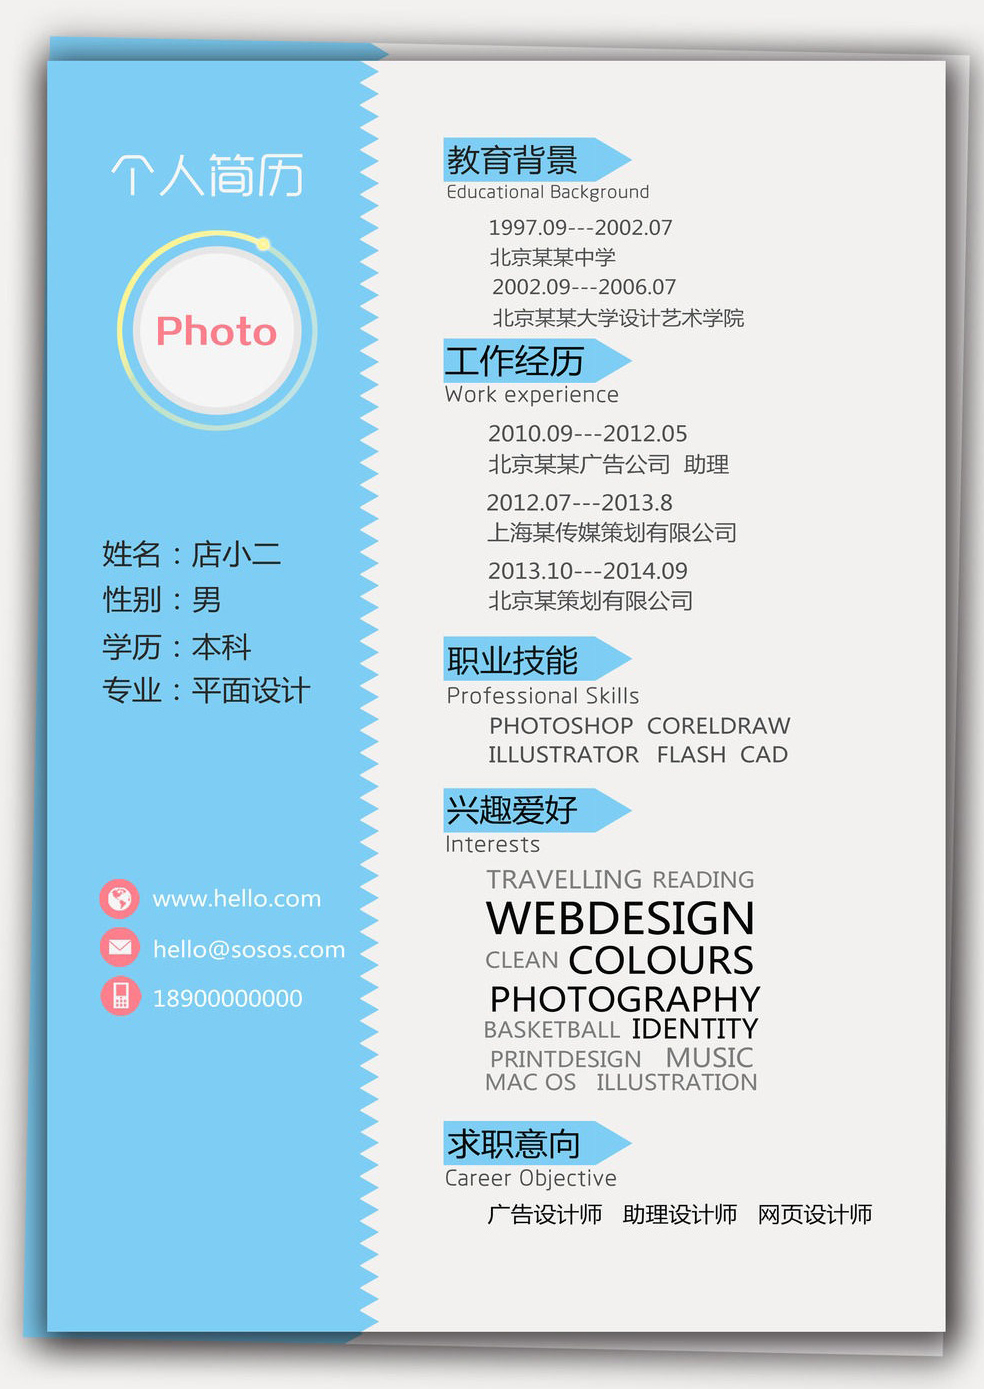 个人简历
Photo
姓名：店小二
性别：男
学历：本科
专业：平面设计
www.hello.com
hello@sosos.com
18900000000
教育背景
Educational Background
1997.09---2002.07
北京某某中学
2002.09---2006.07
北京某某大学设计艺术学院
工作经历
Work experience
2010.09---2012.05
北京某某广告公司 助理
2012.07---2013.8
上海某传媒策划有限公司
2013.10---2014.09
北京某策划有限公司
职业技能
Professional Skills
PHOTOSHOP CORELDRAW
ILLUSTRATOR FLASH CAD
兴趣爱好
Interests
TRAVELLING READING
WEBDESIGN
CLEAN COLOURS
PHOTOGRAPHY
BASKETBALL IDENTITY
PRINTDESIGN MUSIC
MAC OS ILLUSTRATION
求职意向
Career Objective
广告设计师 助理设计师 网页设计师